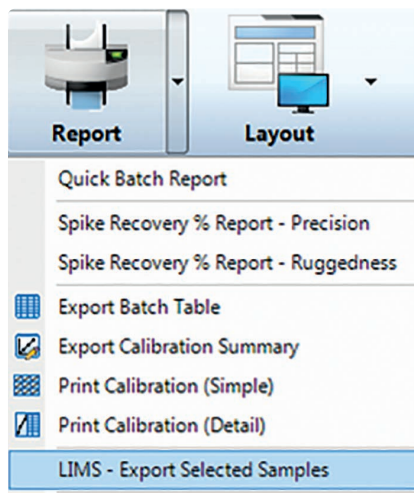 Report Layout
Quick Batch Report
Spike Recovery % Report - Precision
Spike Recovery % Report - Ruggedness
Export Batch Table
Export Calibration Summary
Print Calibration (Simple)
Print Calibration (Detail)
LIMS - Export Selected Samples